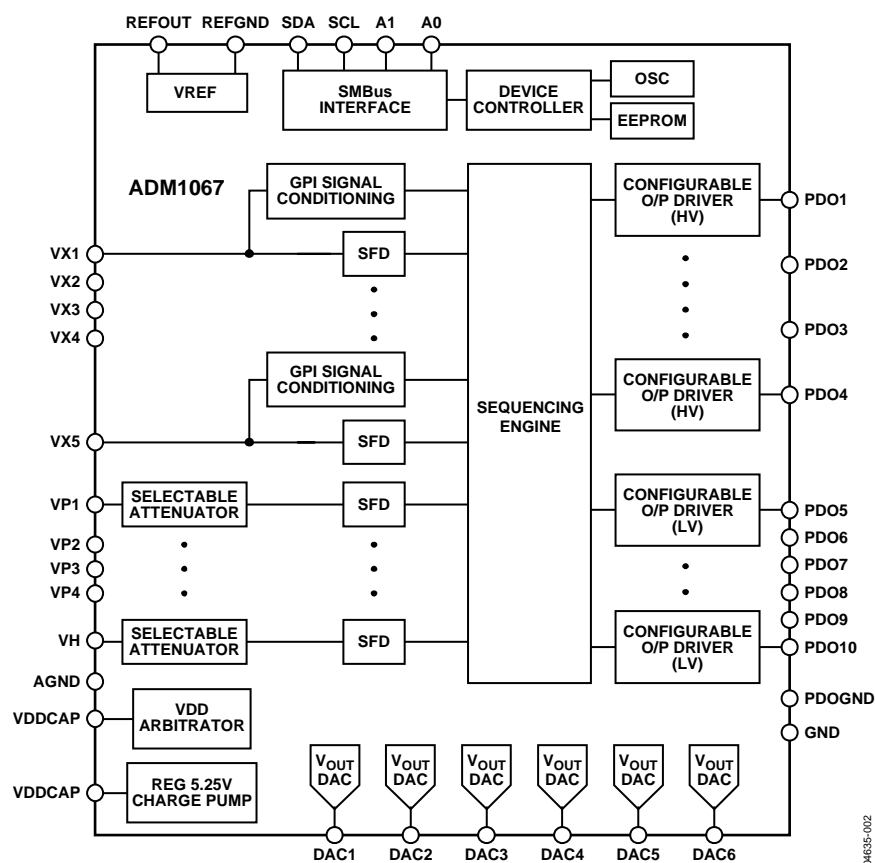 REFOUT REFGND SDA SCL A1 A0
VREF
SMBus
INTERFACE
DEVICE
CONTROLLER
OSC
EEPROM
ADM1067
GPI SIGNAL
CONDITIONING
CONFIGURABLE
O/P DRIVER
(HV)
PDO1
VX1
SFD
PDO2
VX2
VX3
VX4
PDO3
GPI SIGNAL
CONDITIONING
CONFIGURABLE
O/P DRIVER
(HV)
PDO4
SEQUENCING
ENGINE
VX5
SFD
VP1
SELECTABLE
ATTENUATOR
SFD
CONFIGURABLE
O/P DRIVER
(LV)
PDO5
PDO6
VP2
VP3
VP4
PDO7
PDO8
PDO9
VH
SELECTABLE
ATTENUATOR
SFD
CONFIGURABLE
O/P DRIVER
(LV)
PDO10
AGND
PDOGND
VDDCAP
VDD
ARBITRATOR
GND
VDDCAP
REG 5.25V
CHARGE PUMP
VOUT
DAC
VOUT
DAC
VOUT
DAC
VOUT
DAC
VOUT
DAC
VOUT
DAC
DAC1 DAC2 DAC3 DAC4 DAC5 DAC6
04635-002